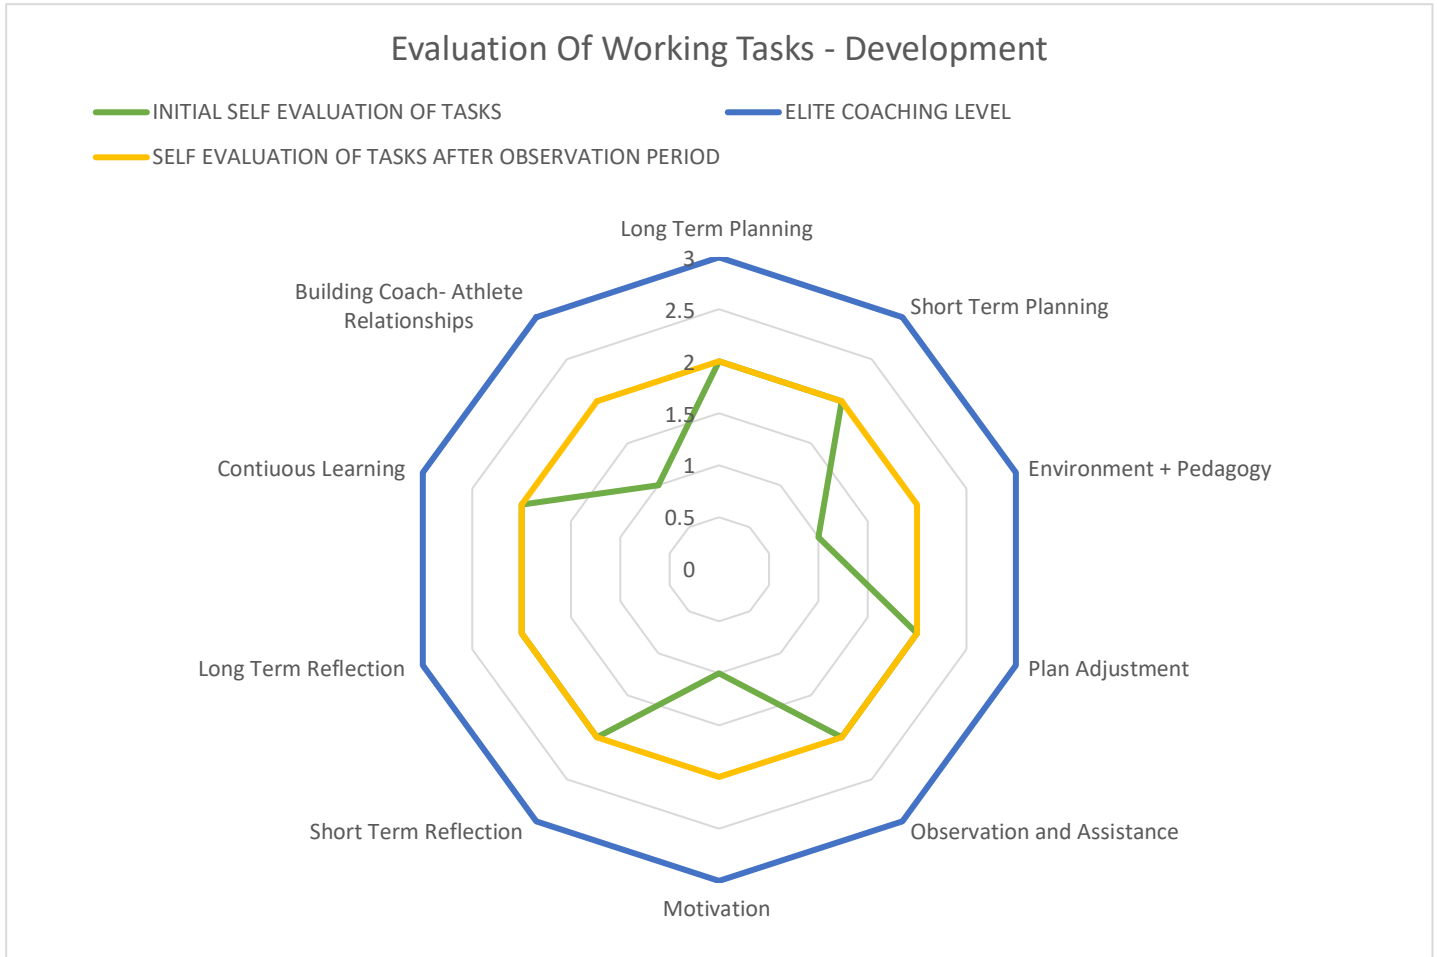 Evaluation Of Working Tasks - Development
INITIAL SELF EVALUATION OF TASKS
ELITE COACHING LEVEL
SELF EVALUATION OF TASKS AFTER OBSERVATION PERIOD
Long Term Planning
3
Building Coach- Athlete
Relationships
Short Term Planning
2.5
2
1.5
Contiuous Learning
Environment + Pedagogy
1
0.5
0
Long Term Reflection
Plan Adjustment
Short Term Reflection
Observation and Assistance
Motivation